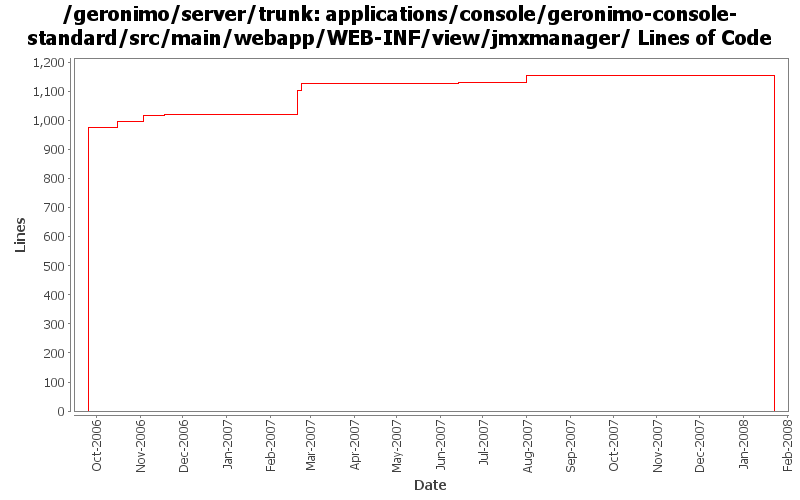 /geronimo/server/trunk: applications/console/geronimo-console-
standard/src/main/webapp/WEB-INF/view/jmxmanager/ Lines of Code
1,200
1,100
1,000
900
800
700
600
500
400
300
200
100
0
Lines
Oct-2006
Nov-2006
Dec-2006
Jan-2007
Feb-2007
Mar-2007
Apr-2007
May-2007
Jun-2007
Jul-2007
Aug-2007
Sep-2007
Oct-2007
Nov-2007
Dec-2007
Jan-2008
Feb-2008
Date